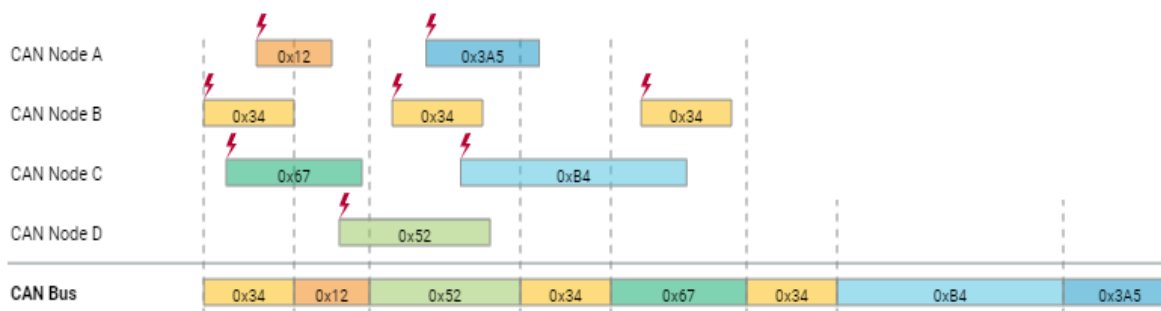 CAN Node A 0x12 0x3A5
CAN Node B 0x34 0x34 0x34
CAN Node C 0x67 0xB4
CAN Node D 0x52
CAN Bus 0x34 0x12 0x52 0x34 0x67 0x34 0xB4 0x3A5